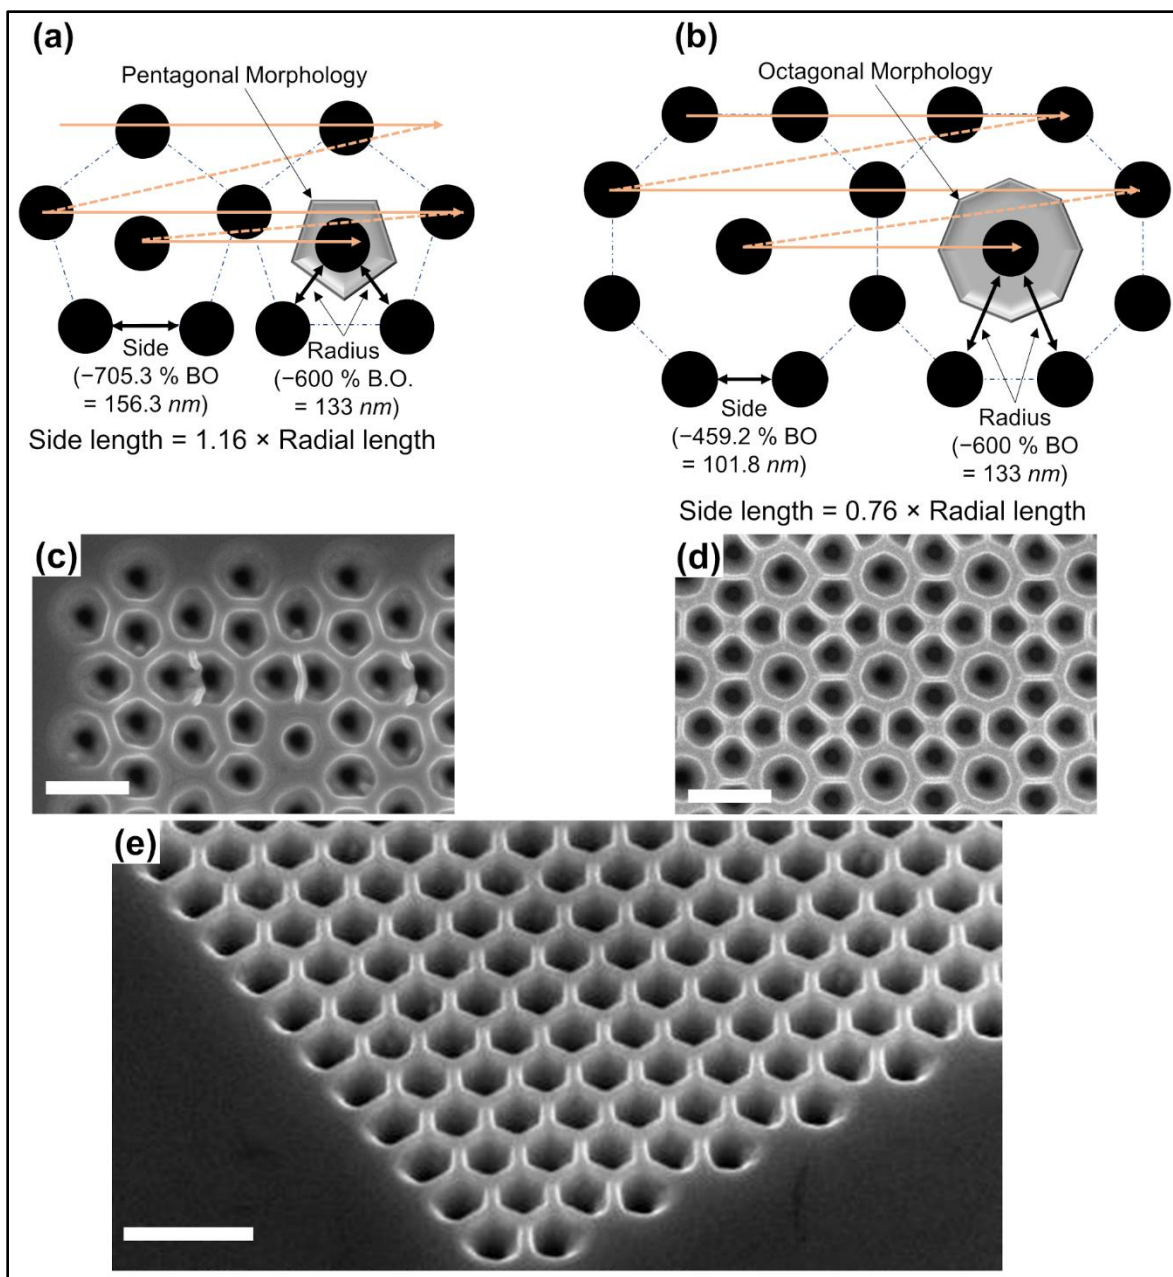 (a)
Pentagonal Morphology
Side
(−705.3 % BO
= 156.3 nm)
Radius
(−600 % B.O.
= 133 nm)
Side length = 1.16 × Radial length
(b)
Octagonal Morphology
Side
(−459.2 % BO
= 101.8 nm)
Radius
(−600 % BO
= 133 nm)
Side length = 0.76 × Radial length
(c)
(d)
(e)